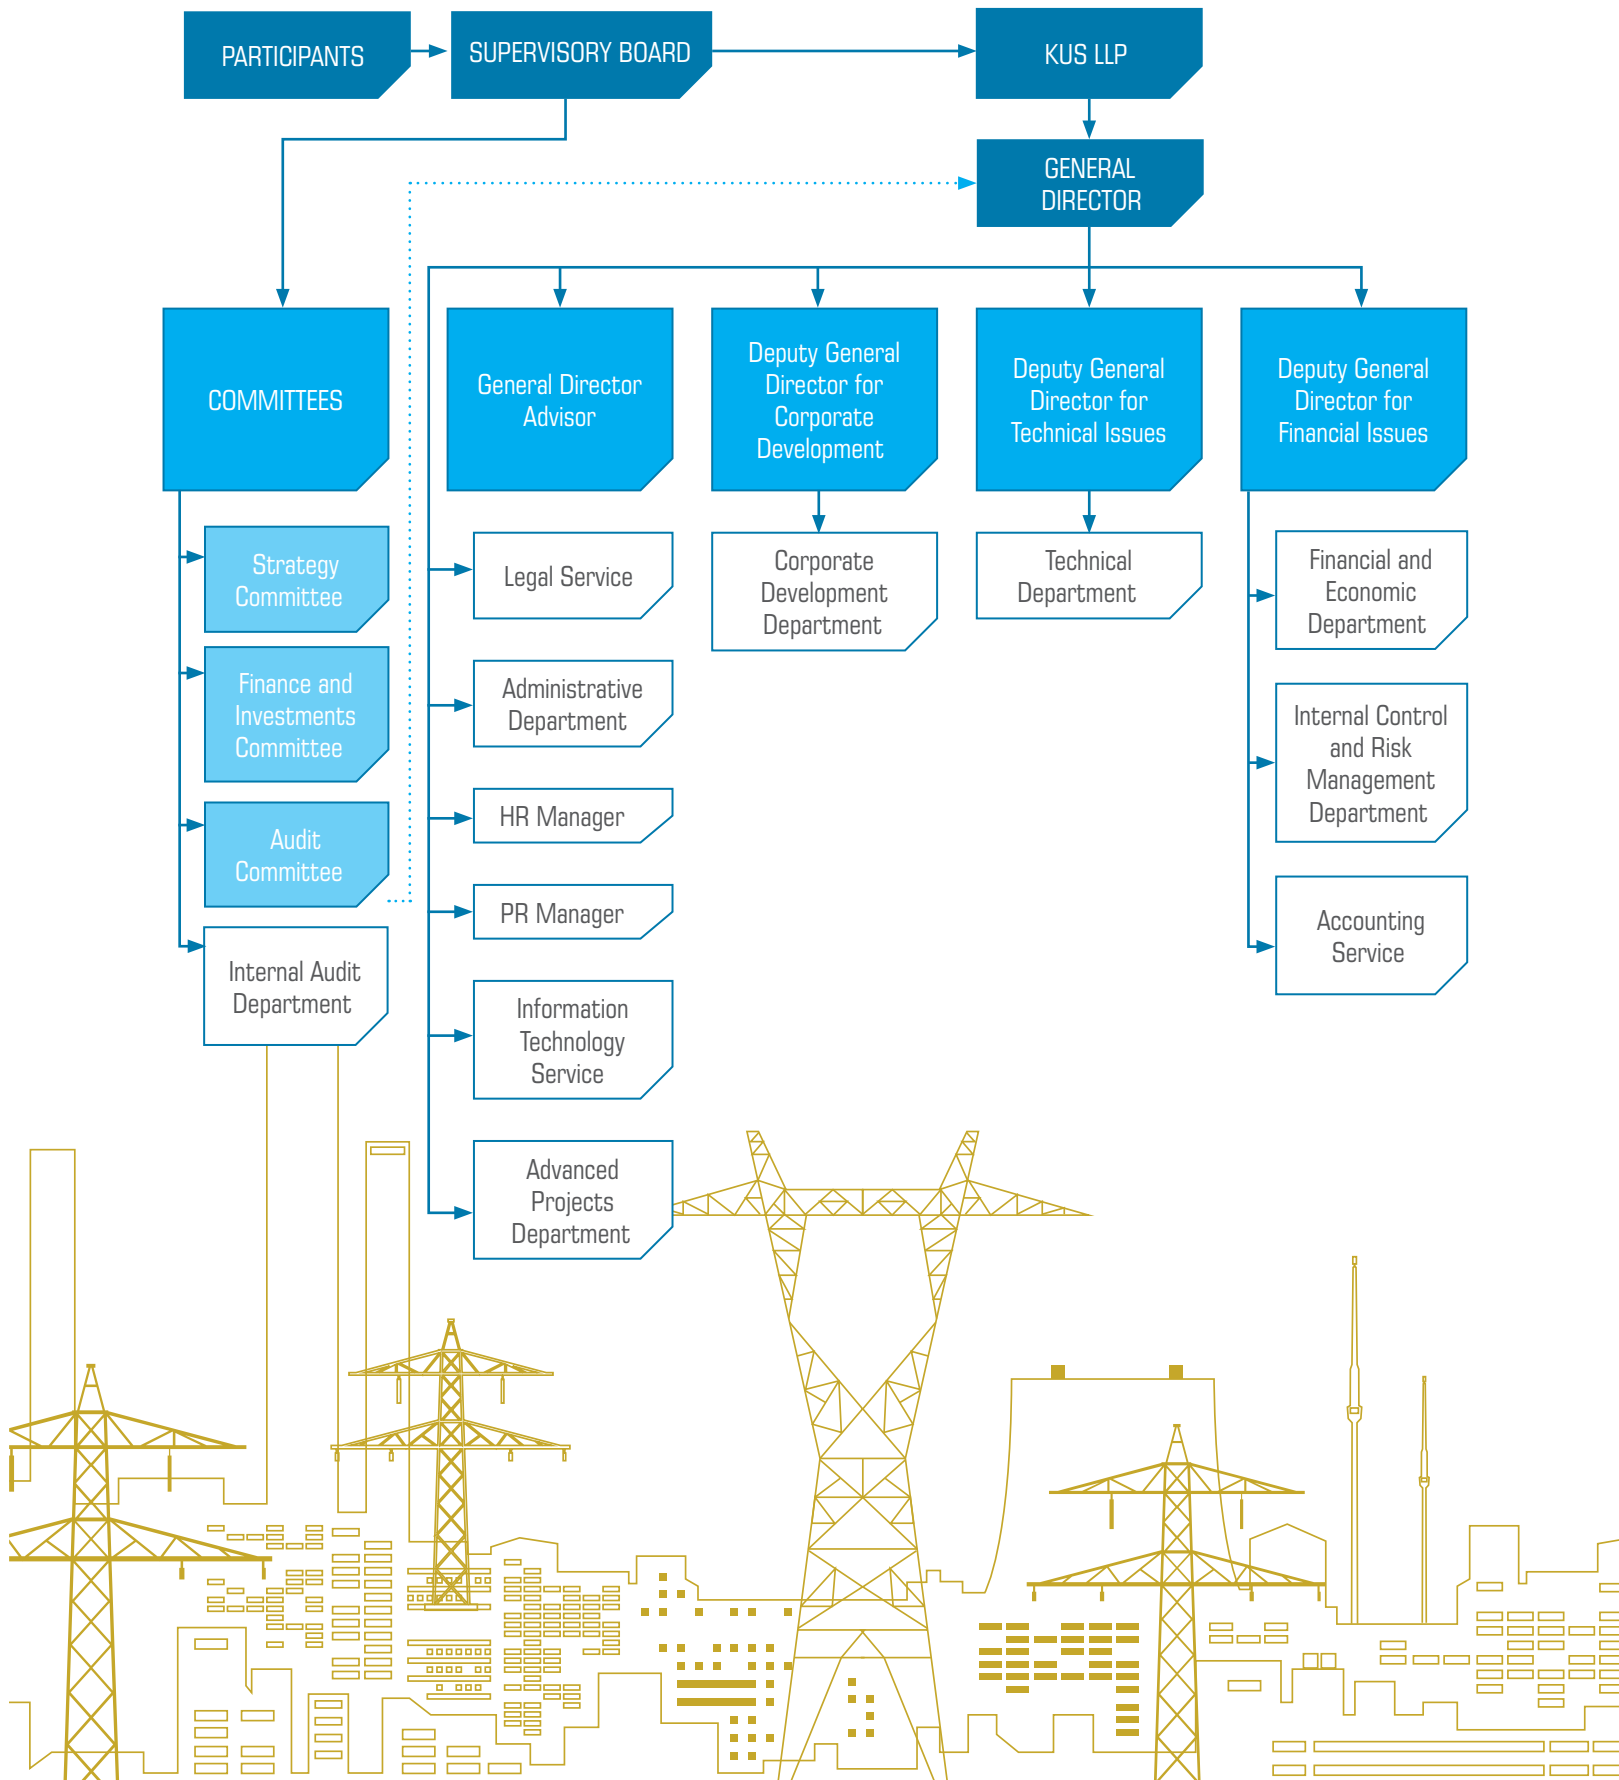 PARTICIPANTS
SUPERVISORY BOARD
KUS LLP
GENERAL
DIRECTOR
COMMITTEES
General Director
Advisor
Deputy General
Director for
Corporate
Development
Deputy General
Director for
Technical Issues
Deputy General
Director for
Financial Issues
Strategy
Committee
Finance and
Investments
Committee
Audit
Committee
Internal Audit
Department
Legal Service
Administrative
Department
HR Manager
PR Manager
Information
Technology
Service
Advanced
Projects
Department
Corporate
Development
Department
Technical
Department
Financial and
Economic
Department
Internal Control
and Risk
Management
Department
Accounting
Service